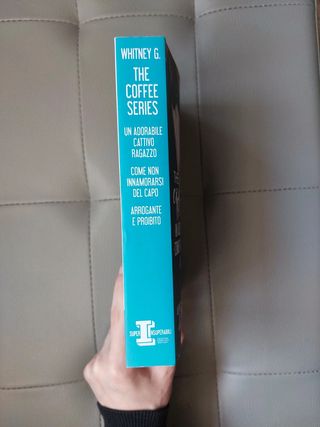 WHITNEY G.
THE
COFFEE
SERIES
UN ADORABILE
CATTIVO
RAGAZZO
COME NON
INNAMORARSI
DEL CAPO
ARROGANTE
E PROIBITO
SUPER INSUPERABILI